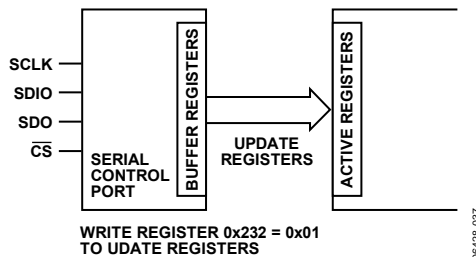 SCLK
SDIO
SDO
CS
SERIAL
CONTROL
PORT
BUFFER REGISTERS
UPDATE
REGISTERS
ACTIVE REGISTERS
WRITE REGISTER 0x232 = 0x01
TO UDATE REGISTERS